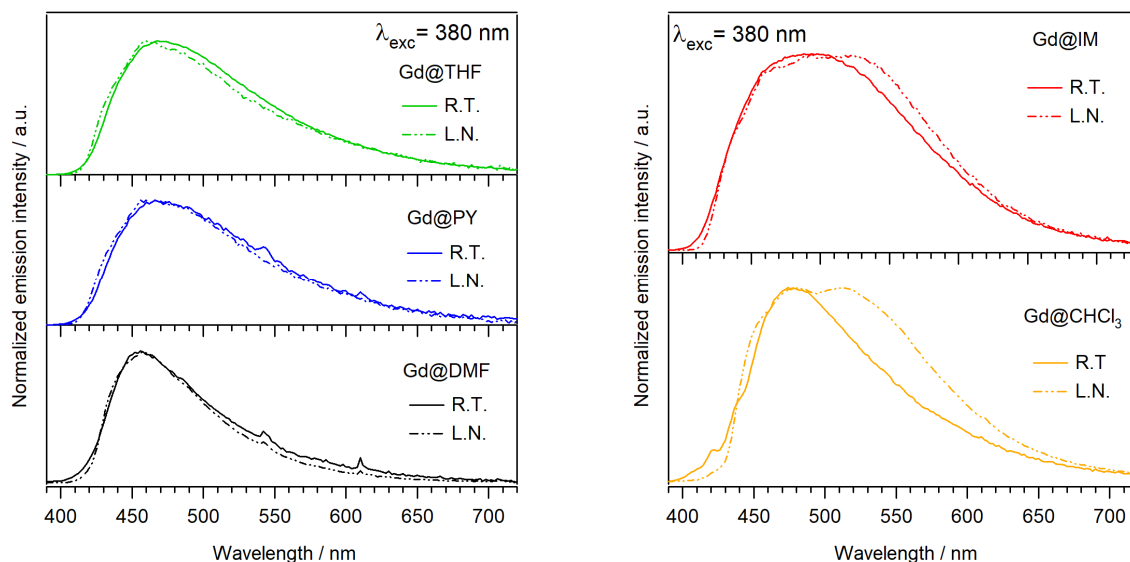 λexc= 380 nm
Gd@THF
R.T.
L.N.
Gd@PY
R.T.
L.N.
Gd@DMF
R.T.
L.N.
Normalized emission intensity / a.u.
400 450 500 550 600 650 700
Wavelength / nm
λexc= 380 nm
Gd@IM
R.T.
L.N.
Gd@CHCl3
R.T
L.N.
Normalized emission intensity / a.u.
400 450 500 550 600 650 700
Wavelength / nm